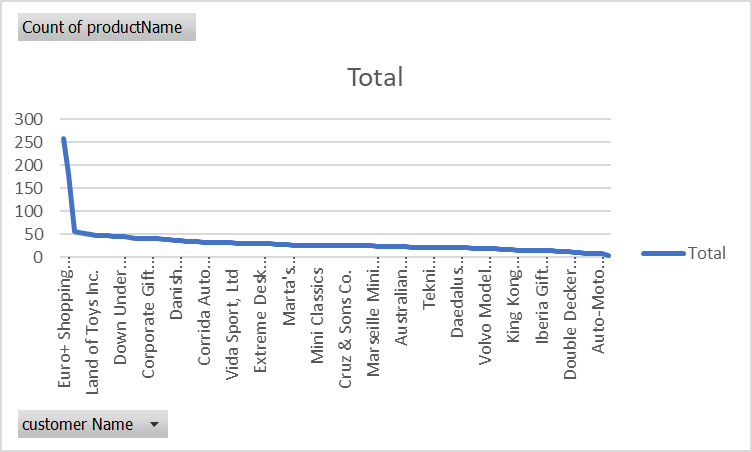 Count of productName
Total
300
250
200
150
100
50
0
Total
Euro+ Shopping...
Land of Toys Inc.
Down Under...
Corporate Gift...
Danish...
Corrida Auto...
Vida Sport, Ltd
Extreme Desk...
Marta's...
Mini Classics
Cruz & Sons Co.
Marseille Mini...
Australian...
Tekni...
Daedalus...
Volvo Model...
King Kong...
Iberia Gift...
Double Decker...
Auto-Moto...
customer Name